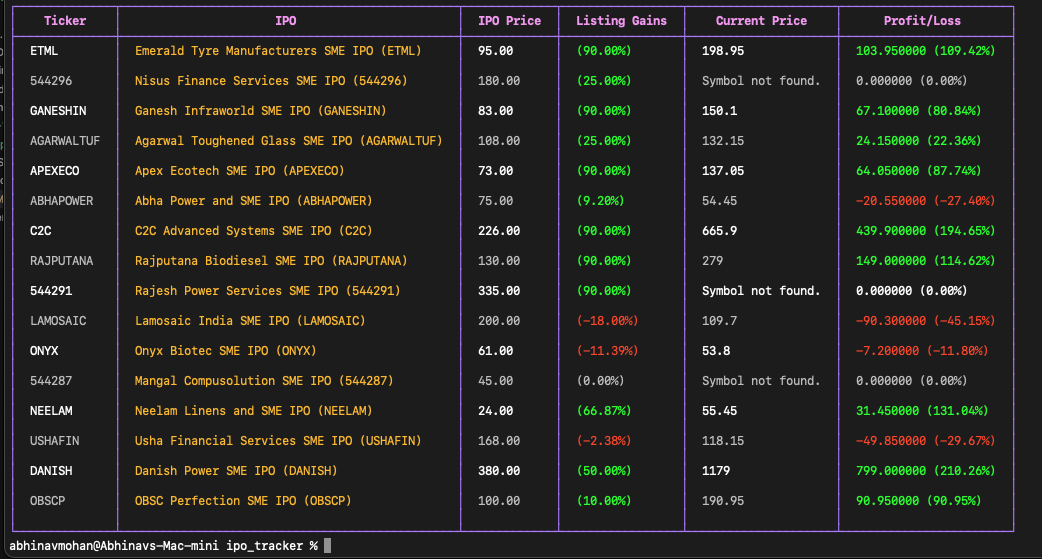 Ticker IPO IPO Price Listing Gains Current Price Profit/Loss
ETML Emerald Tyre Manufacturers SME IPO (ETML) 95.00 (90.00%) 198.95 103.950000 (109.42%)
544296 Nisus Finance Services SME IPO (544296) 180.00 (25.00%) Symbol not found. 0.000000 (0.00%)
GANESHIN Ganesh Infraworld SME IPO (GANESHIN) 83.00 (90.00%) 150.1 67.100000 (80.84%)
AGARWALTUF Agarwal Toughened Glass SME IPO (AGARWALTUF) 108.00 (25.00%) 132.15 24.150000 (22.36%)
APEXECO Apex Ecotech SME IPO (APEXECO) 73.00 (90.00%) 137.05 64.050000 (87.74%)
ABHAPOWER Abha Power and SME IPO (ABHAPOWER) 75.00 (9.20%) 54.45 -20.550000 (-27.40%)
C2C C2C Advanced Systems SME IPO (C2C) 226.00 (90.00%) 665.9 439.900000 (194.65%)
RAJPUTANA Rajputana Biodiesel SME IPO (RAJPUTANA) 130.00 (90.00%) 279 149.000000 (114.62%)
544291 Rajesh Power Services SME IPO (544291) 335.00 (90.00%) Symbol not found. 0.000000 (0.00%)
LAMOSAIC Lamosaic India SME IPO (LAMOSAIC) 200.00 (-18.00%) 109.7 -90.300000 (-45.15%)
ONYX Onyx Biotec SME IPO (ONYX) 61.00 (-11.39%) 53.8 -7.200000 (-11.80%)
544287 Mangal Compusolution SME IPO (544287) 45.00 (0.00%) Symbol not found. 0.000000 (0.00%)
NEELAM Neelam Linens and SME IPO (NEELAM) 24.00 (66.87%) 55.45 31.450000 (131.04%)
USHAFIN Usha Financial Services SME IPO (USHAFIN) 168.00 (-2.38%) 118.15 -49.850000 (-29.67%)
DANISH Danish Power SME IPO (DANISH) 380.00 (50.00%) 1179 799.000000 (210.26%)
OBSCP OBSC Perfection SME IPO (OBSCP) 100.00 (10.00%) 190.95 90.950000 (90.95%)
abhinavmohan@Abhinavs-Mac-mini ipo_tracker %